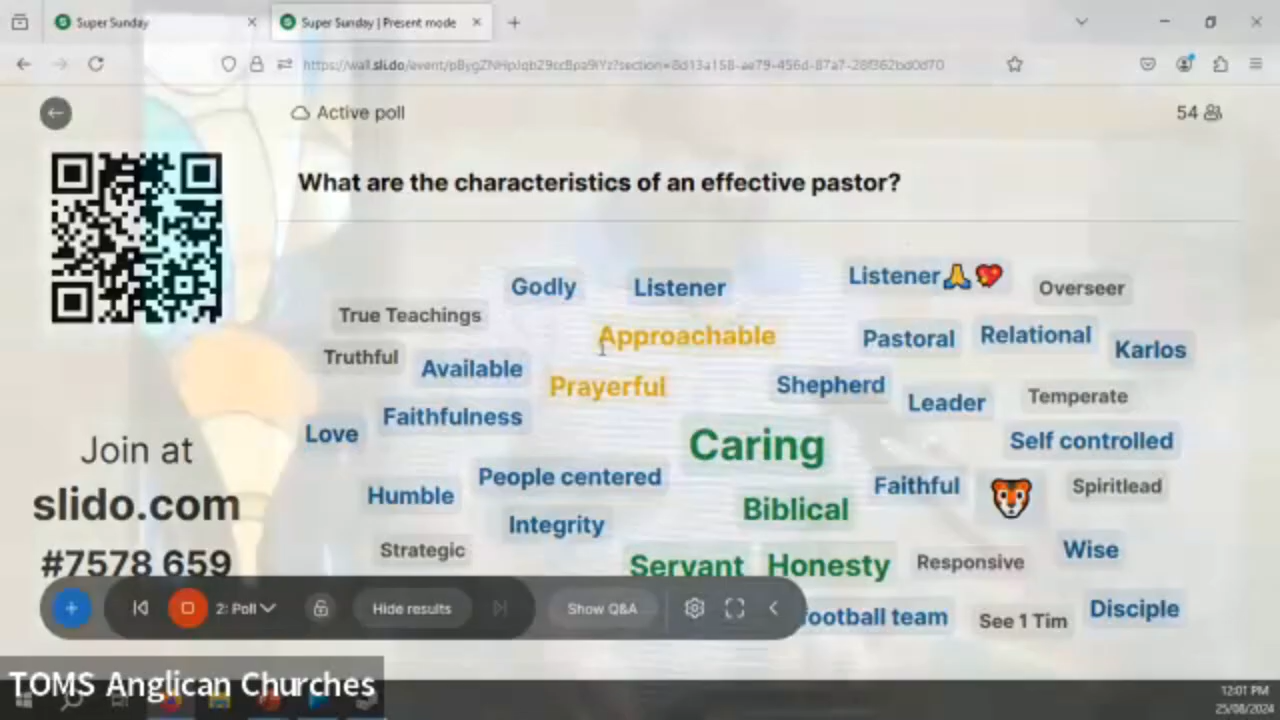 Super Sunday
Super Sunday | Present mode
Active poll
54
What are the characteristics of an effective pastor?
Godly
Listener
Listener🙏💖
Overseer
True Teachings
Approachable
Pastoral
Relational
Karlos
Truthful
Available
Prayerful
Shepherd
Leader
Temperate
Love
Faithfulness
Caring
Self controlled
People centered
Humble
Faithful
🐯
Spiritlead
Integrity
Biblical
Strategic
Servant
Honesty
Responsive
Wise
football team
See 1 Tim
Disciple
Join at
slido.com
#7578 659
2: Poll
Hide results
Show Q&A
TOMS Anglican Churches
12:01 PM
25/08/2024